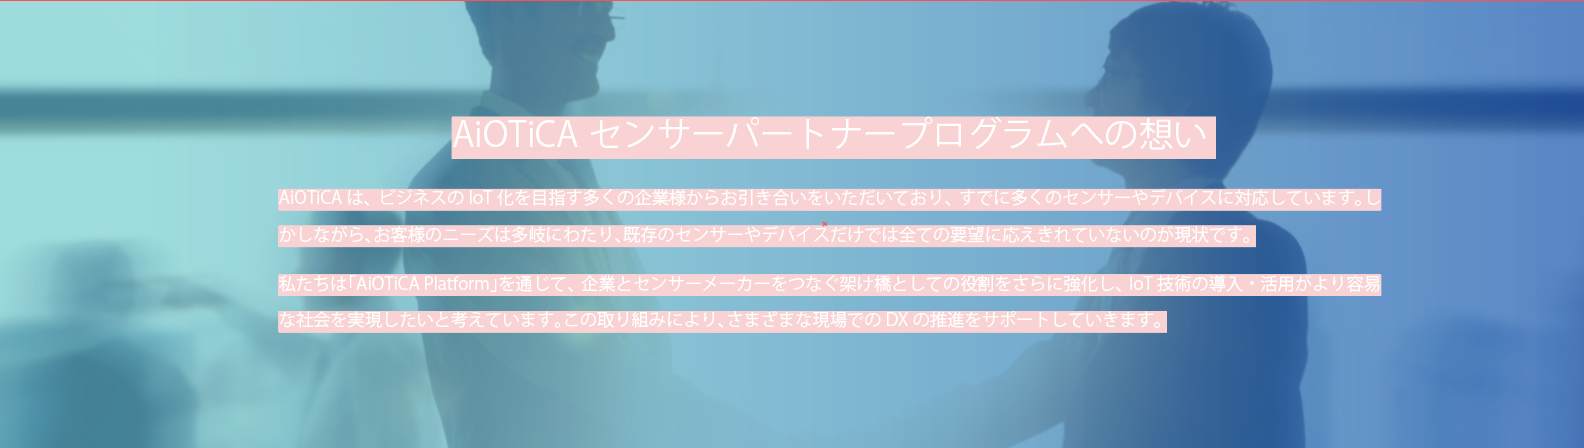 AiOTiCA センサーパートナープログラムへの想い
AiOTiCA は、ビジネスの IoT 化を目指す多くの企業様からお引き合いをいただいており、すでに多くのセンサーやデバイスに対応しています。し
かしながら、お客様のニーズは多岐にわたり、既存のセンサーやデバイスだけでは全ての要望に応えきれていないのが現状です。
私たちは「AiOTiCA Platform」を通じて、企業とセンサーメーカーをつなぐ架け橋としての役割をさらに強化し、IoT 技術の導入・活用がより容易
な社会を実現したいと考えています。この取り組みにより、さまざまな現場での DX の推進をサポートしていきます。